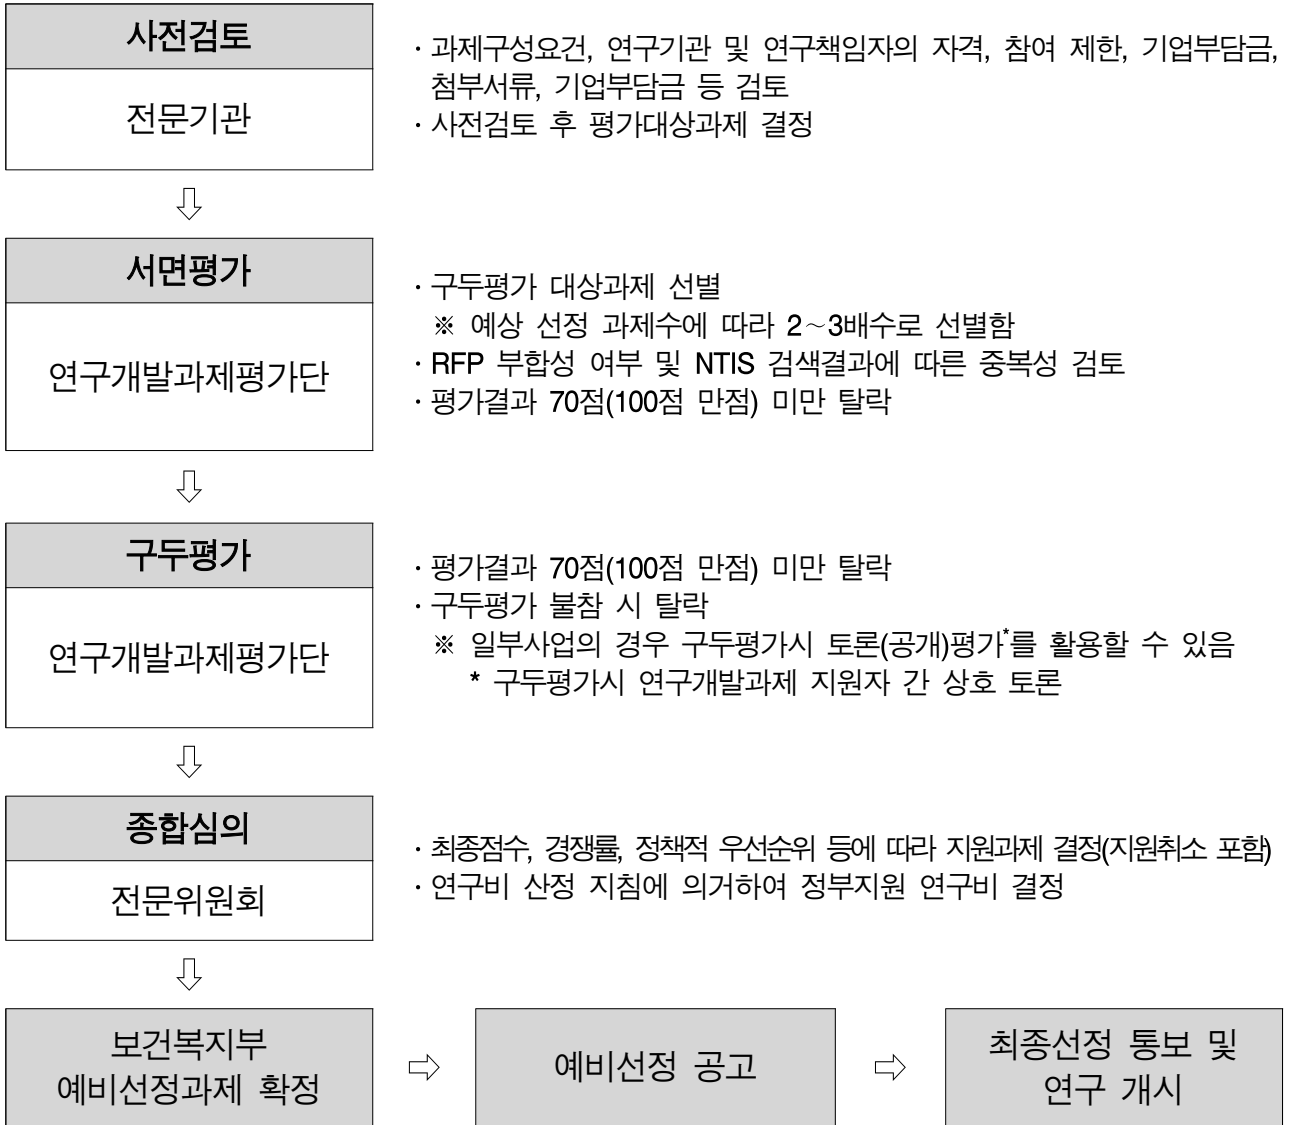 사전검토
전문기관
· 과제구성요건, 연구기관 및 연구책임자의 자격, 참여 제한, 기업부담금,
첨부서류, 기업부담금 등 검토
· 사전검토 후 평가대상과제 결정
⇩
서면평가
연구개발과제평가단
· 구두평가 대상과제 선별
※ 예상 선정 과제수에 따라 2~3배수로 선별함
· RFP 부합성 여부 및 NTIS 검색결과에 따른 중복성 검토
· 평가결과 70점(100점 만점) 미만 탈락
⇩
구두평가
연구개발과제평가단
· 평가결과 70점(100점 만점) 미만 탈락
· 구두평가 불참 시 탈락
※ 일부사업의 경우 구두평가시 토론(공개)평가*를 활용할 수 있음
* 구두평가시 연구개발과제 지원자 간 상호 토론
⇩
종합심의
전문위원회
· 최종점수, 경쟁률, 정책적 우선순위 등에 따라 지원과제 결정(지원취소 포함)
· 연구비 산정 지침에 의거하여 정부지원 연구비 결정
⇩
보건복지부
예비선정과제 확정
⇨
예비선정 공고
⇨
최종선정 통보 및
연구 개시